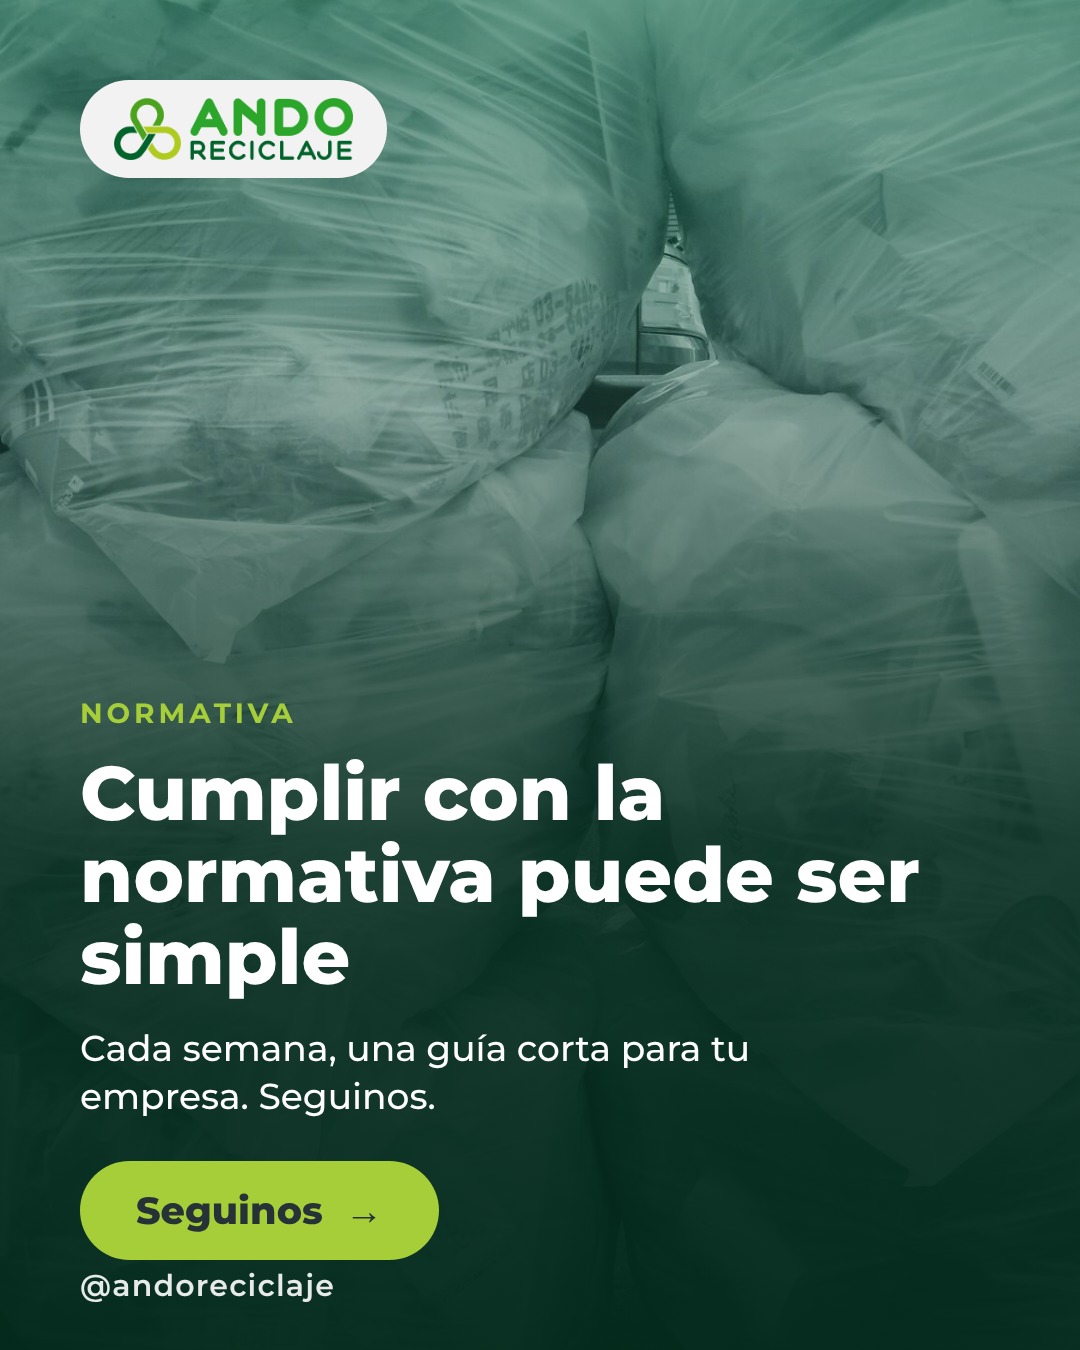 ANDO
RECICLAJE
NORMATIVA
Cumplir con la
normativa puede ser
simple
Cada semana, una guía corta para tu
empresa. Seguinos.
Seguinos →
@andoreciclaje